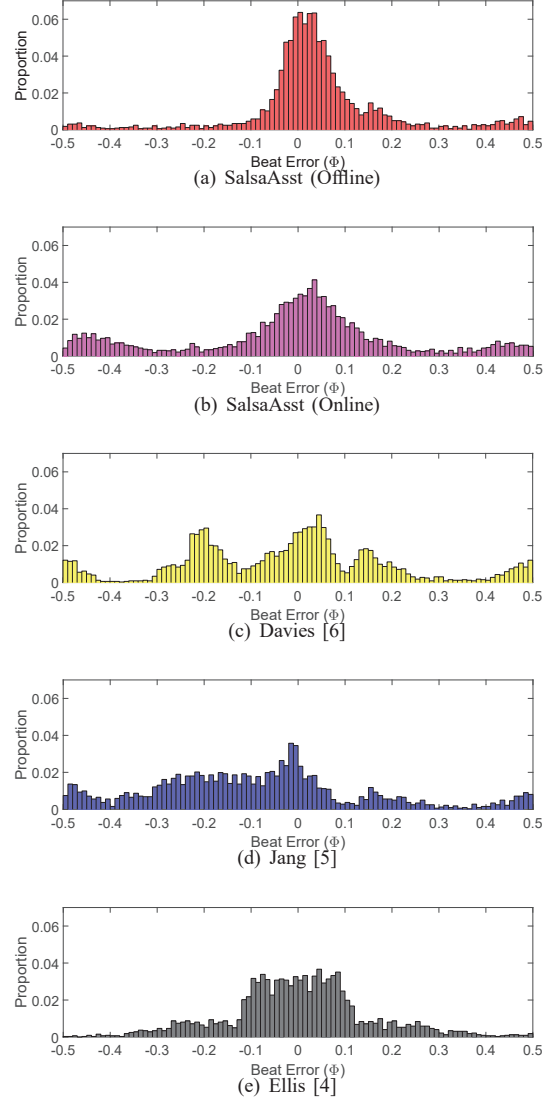 Proportion
0.06
0.04
0.02
0
-0.5 -0.4 -0.3 -0.2 -0.1 0 0.1 0.2 0.3 0.4 0.5
Beat Error (Φ)
(a) SalsaAsst (Offline)
Proportion
0.06
0.04
0.02
0
-0.5 -0.4 -0.3 -0.2 -0.1 0 0.1 0.2 0.3 0.4 0.5
Beat Error (Φ)
(b) SalsaAsst (Online)
Proportion
0.06
0.04
0.02
0
-0.5 -0.4 -0.3 -0.2 -0.1 0 0.1 0.2 0.3 0.4 0.5
Beat Error (Φ)
(c) Davies [6]
Proportion
0.06
0.04
0.02
0
-0.5 -0.4 -0.3 -0.2 -0.1 0 0.1 0.2 0.3 0.4 0.5
Beat Error (Φ)
(d) Jang [5]
Proportion
0.06
0.04
0.02
0
-0.5 -0.4 -0.3 -0.2 -0.1 0 0.1 0.2 0.3 0.4 0.5
Beat Error (Φ)
(e) Ellis [4]